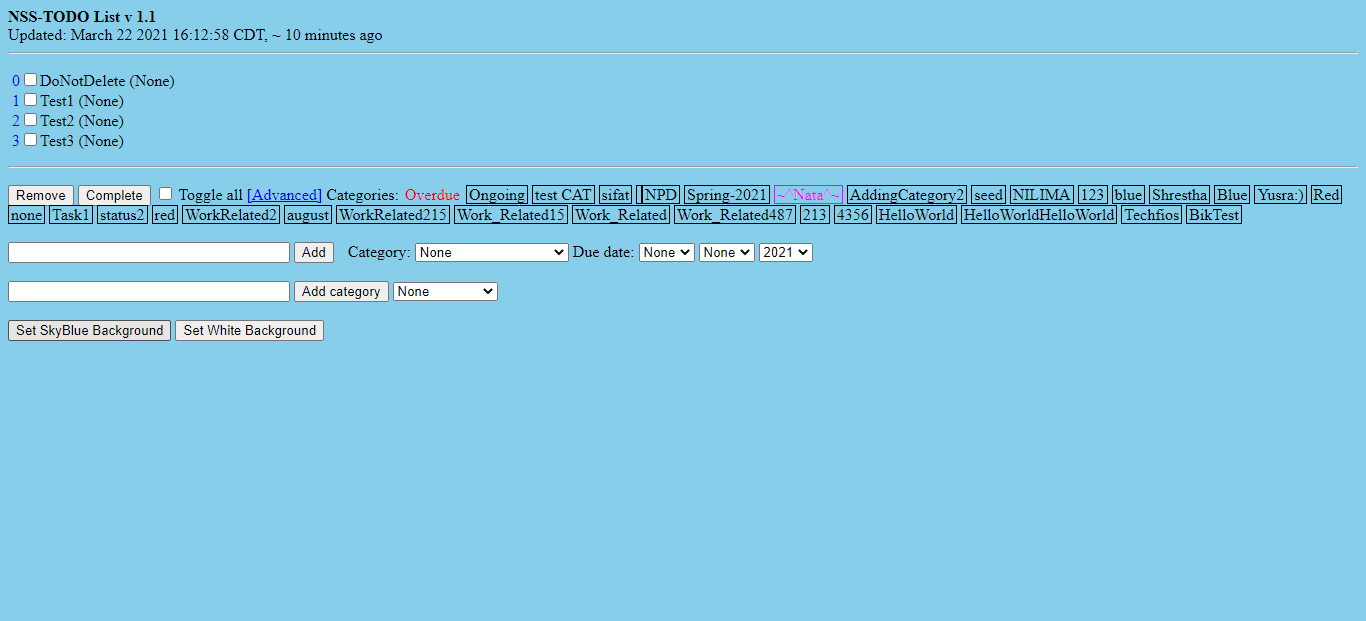 NSS-TODO List v 1.1
Updated: March 22 2021 16:12:58 CDT, ~ 10 minutes ago
0 DoNotDelete (None)
1 Test1 (None)
2 Test2 (None)
3 Test3 (None)
Remove Complete Toggle all [Advanced] Categories: Overdue Ongoing test CAT sifat NPD Spring-2021 ~^Nata^~ AddingCategory2 seed NILIMA 123 blue Shrestha Blue Yusra:) Red
none Task1 status2 red WorkRelated2 august WorkRelated215 Work_Related15 Work_Related Work_Related487 213 4356 HelloWorld HelloWorldHelloWorld Techfios BikTest
Add Category: None Due date: None None 2021
Add category None
Set SkyBlue Background Set White Background